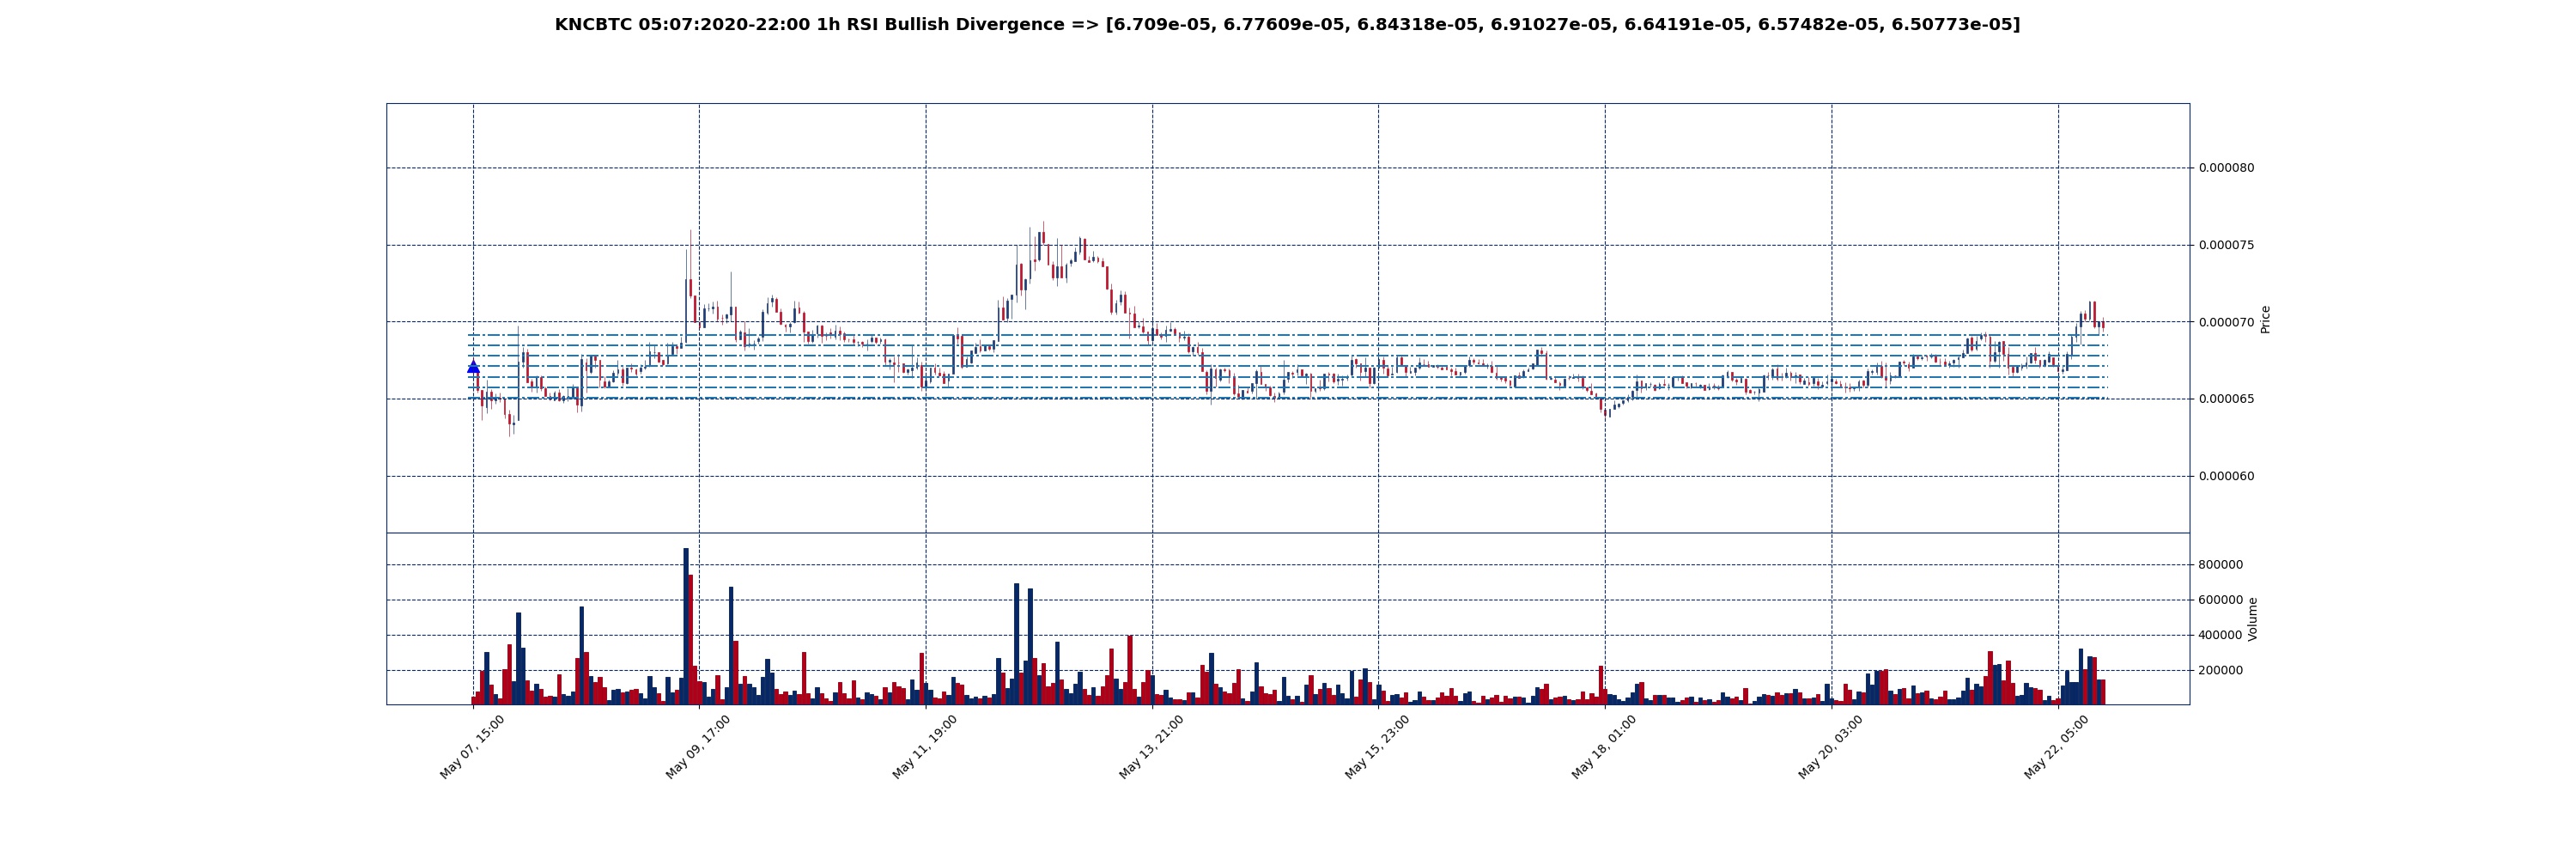 KNCBTC 05:07:2020-22:00 1h RSI Bullish Divergence => [6.709e-05, 6.77609e-05, 6.84318e-05, 6.91027e-05, 6.64191e-05, 6.57482e-05, 6.50773e-05]
0.000080
0.000075
0.000070
Price
0.000065
0.000060
800000
600000
Volume
400000
200000
May 07, 15:00
May 09, 17:00
May 11, 19:00
May 13, 21:00
May 15, 23:00
May 18, 01:00
May 20, 03:00
May 22, 05:00